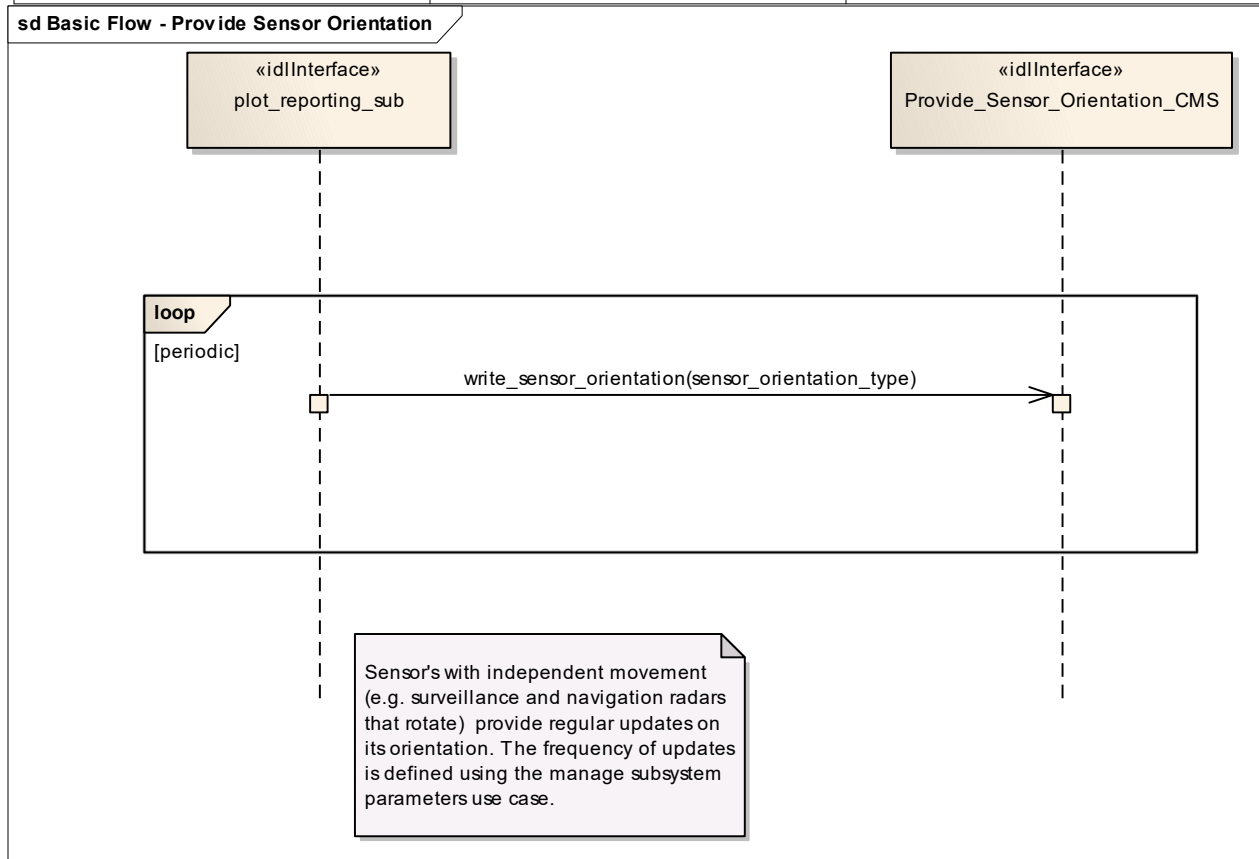 sd Basic Flow - Provide Sensor Orientation
«idlInterface»
plot_reporting_sub
«idlInterface»
Provide_Sensor_Orientation_CMS
loop
[periodic]
write_sensor_orientation(sensor_orientation_type)
Sensor's with independent movement
(e.g. surveillance and navigation radars
that rotate)  provide regular updates on
its orientation. The frequency of updates
is defined using the manage subsystem
parameters use case.